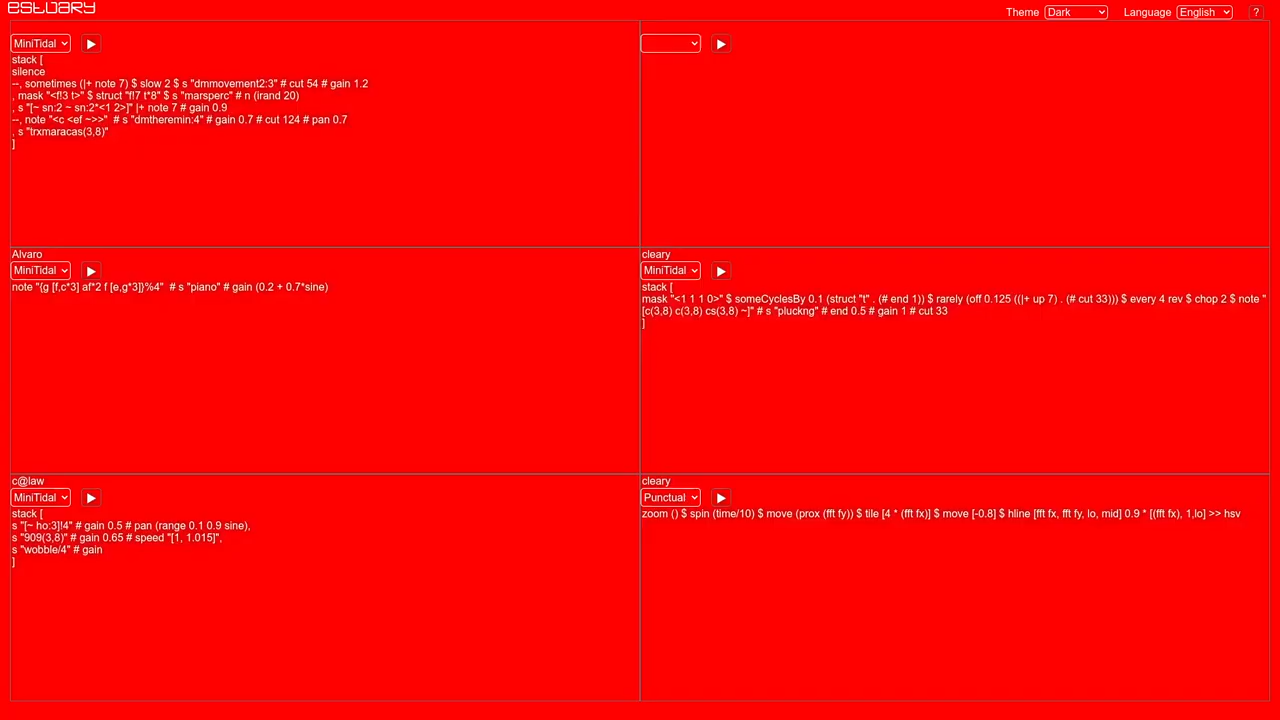 estuary
Theme Dark Language English ?
MiniTidal
stack [
silence
--, sometimes (|+ note 7) $ slow 2 $ s "dmmovement2:3" # cut 54 # gain 1.2
, mask "<f!3 t>" $ struct "f!7 t*8" $ s "marsperc" # n (irand 20)
, s "[~ sn:2 ~ sn:2*<1 2>]" |+ note 7 # gain 0.9
--, note "<c <ef ~>>"  # s "dmtheremin:4" # gain 0.7 # cut 124 # pan 0.7
, s "trxmaracas(3,8)"
]
Alvaro
MiniTidal
note "{g [f,c*3] af*2 f [e,g*3]}%4"  # s "piano" # gain (0.2 + 0.7*sine)
cleary
MiniTidal
stack [
mask "<1 1 1 0>" $ someCyclesBy 0.1 (struct "t" . (# end 1)) $ rarely (off 0.125 ((|+ up 7) . (# cut 33))) $ every 4 rev $ chop 2 $ note "
[c(3,8) c(3,8) cs(3,8) ~]" # s "pluckng" # end 0.5 # gain 1 # cut 33
]
c@law
MiniTidal
stack [
s "[~ ho:3]!4" # gain 0.5 # pan (range 0.1 0.9 sine),
s "909(3,8)" # gain 0.65 # speed "[1, 1.015]",
s "wobble/4" # gain
]
cleary
Punctual
zoom () $ spin (time/10) $ move (prox (fft fy)) $ tile [4 * (fft fx)] $ move [-0.8] $ hline [fft fx, fft fy, lo, mid] 0.9 * [(fft fx), 1,lo] >> hsv